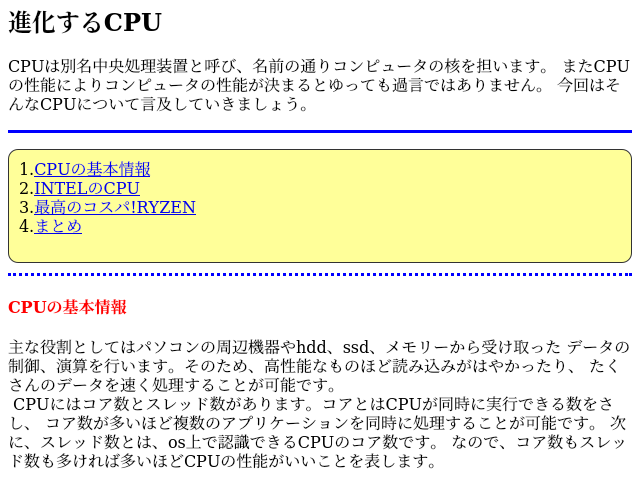 進化するCPU
CPUは別名中央処理装置と呼び、名前の通りコンピュータの核を担います。 またCPU
の性能によりコンピュータの性能が決まるとゆっても過言ではありません。 今回はそ
んなCPUについて言及していきましょう。
1.CPUの基本情報
2.INTELのCPU
3.最高のコスパ!RYZEN
4.まとめ
CPUの基本情報
主な役割としてはパソコンの周辺機器やhdd、ssd、メモリーから受け取った データの
制御、演算を行います。そのため、高性能なものほど読み込みがはやかったり、 たく
さんのデータを速く処理することが可能です。
CPUにはコア数とスレッド数があります。コアとはCPUが同時に実行できる数をさ
し、 コア数が多いほど複数のアプリケーションを同時に処理することが可能です。 次
に、スレッド数とは、os上で認識できるCPUのコア数です。 なので、コア数もスレッ
ド数も多ければ多いほどCPUの性能がいいことを表します。